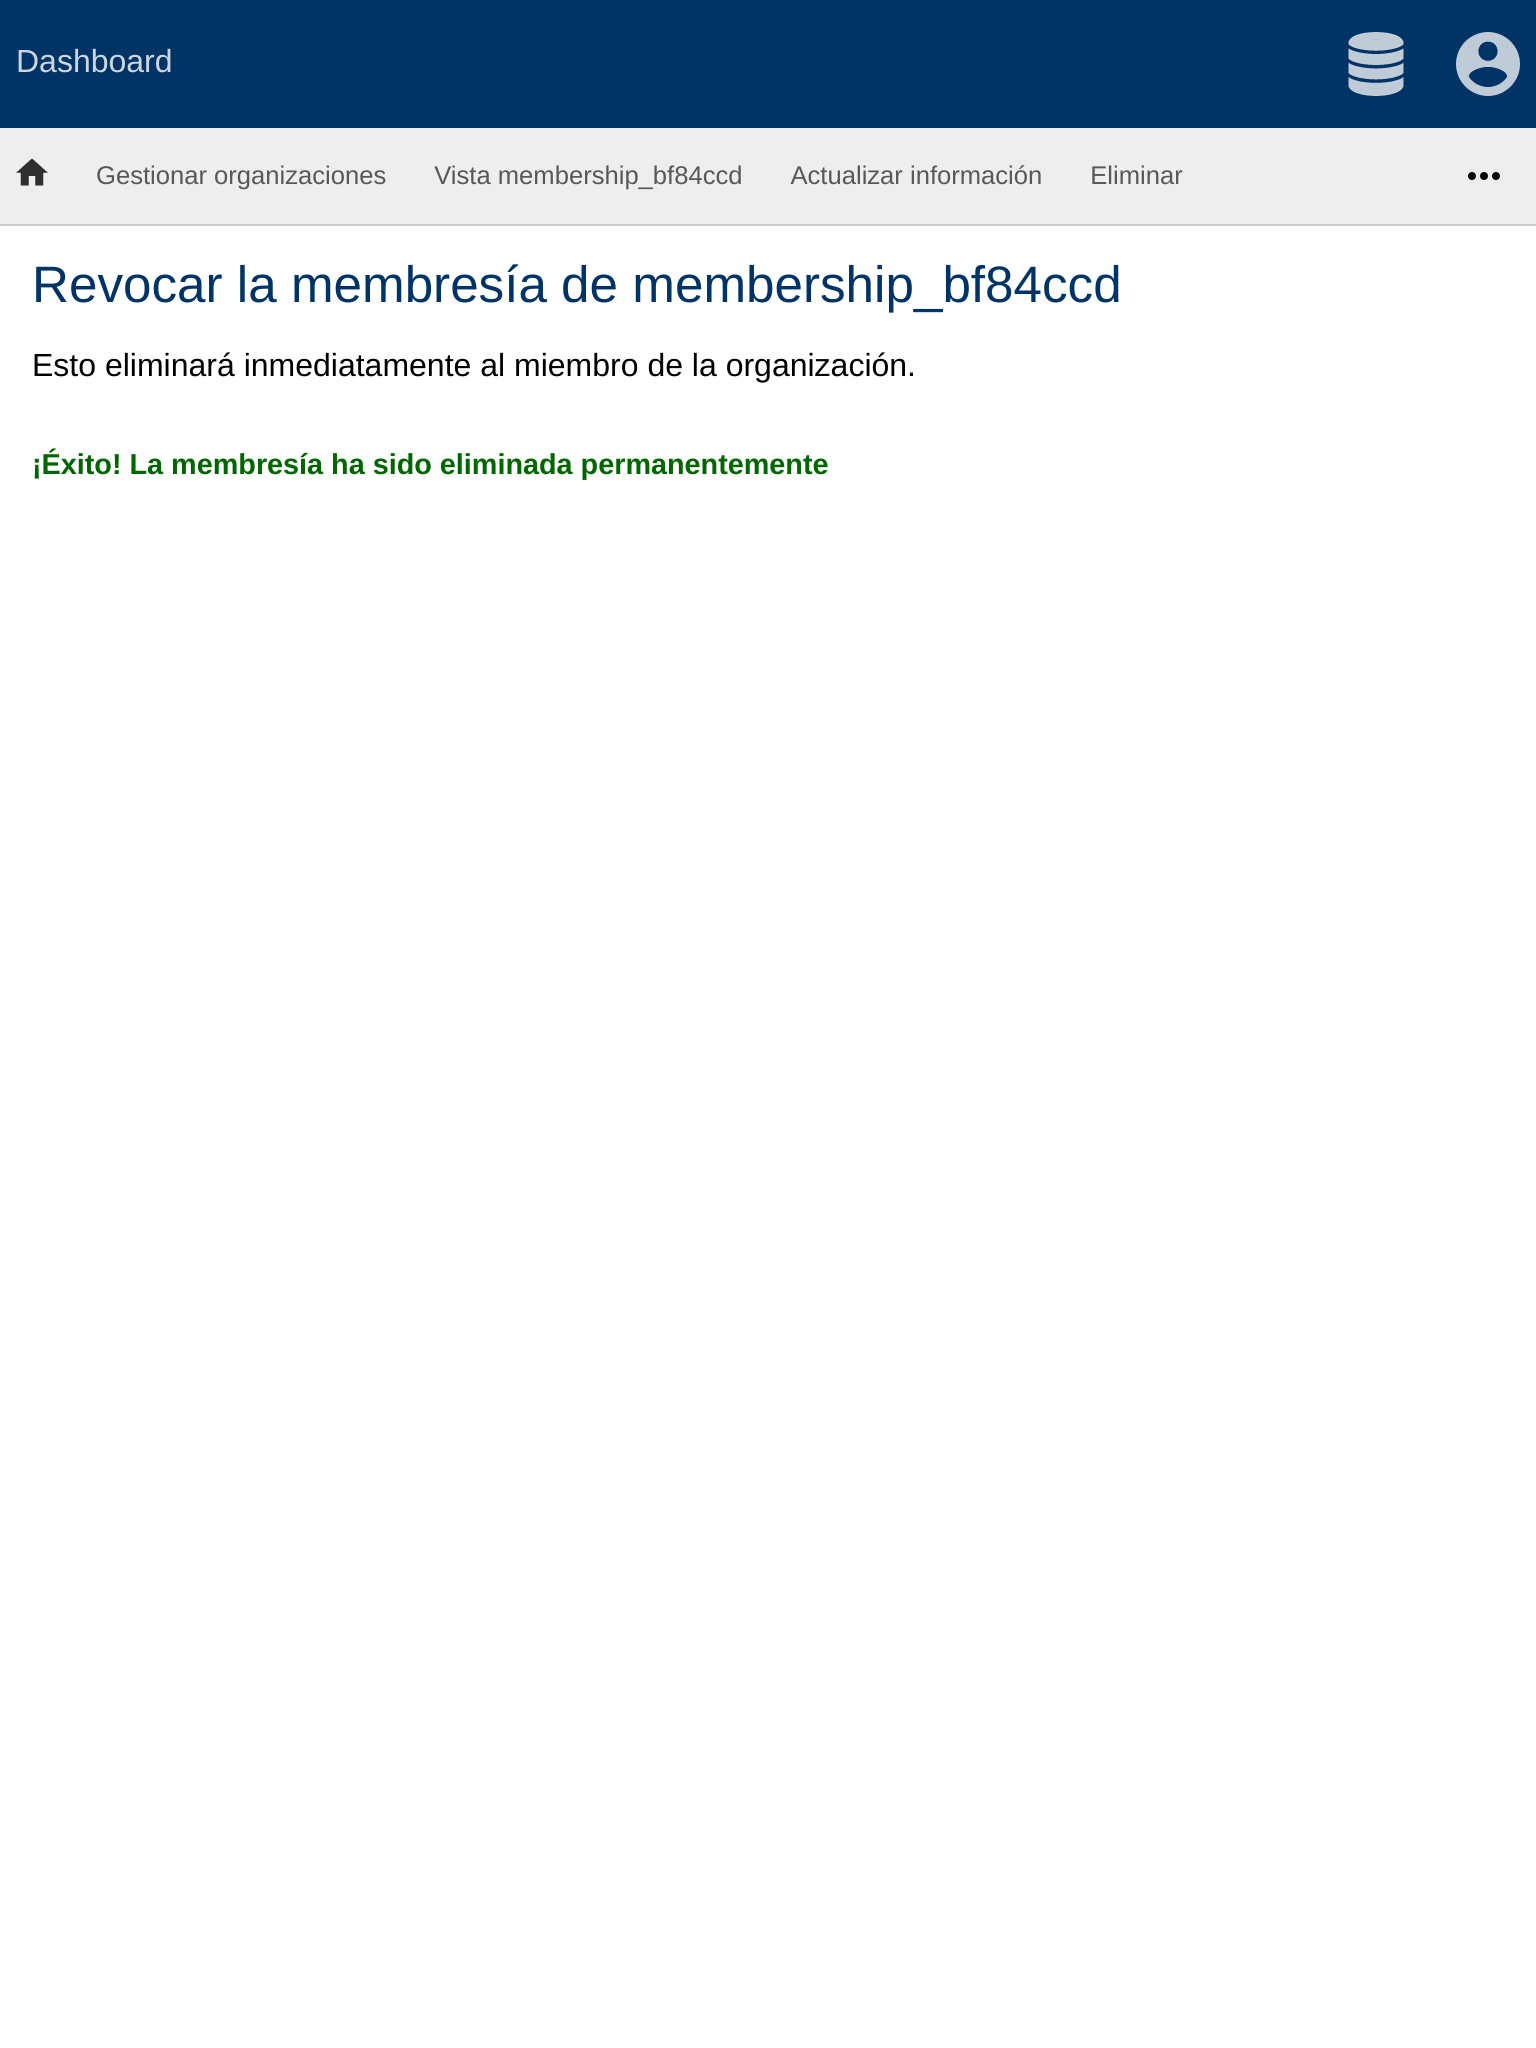 Dashboard
Gestionar organizaciones Vista membership_bf84ccd Actualizar información Eliminar
Revocar la membresía de membership_bf84ccd
Esto eliminará inmediatamente al miembro de la organización.
¡Éxito! La membresía ha sido eliminada permanentemente